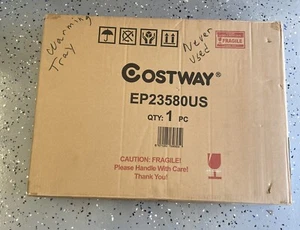 Warming
Tray
Never
Used
FRAGILE
COSTWAY®
EP23580US
QTY: 1 PC
CAUTION: FRAGILE!
Please Handle With Care!
Thank You!